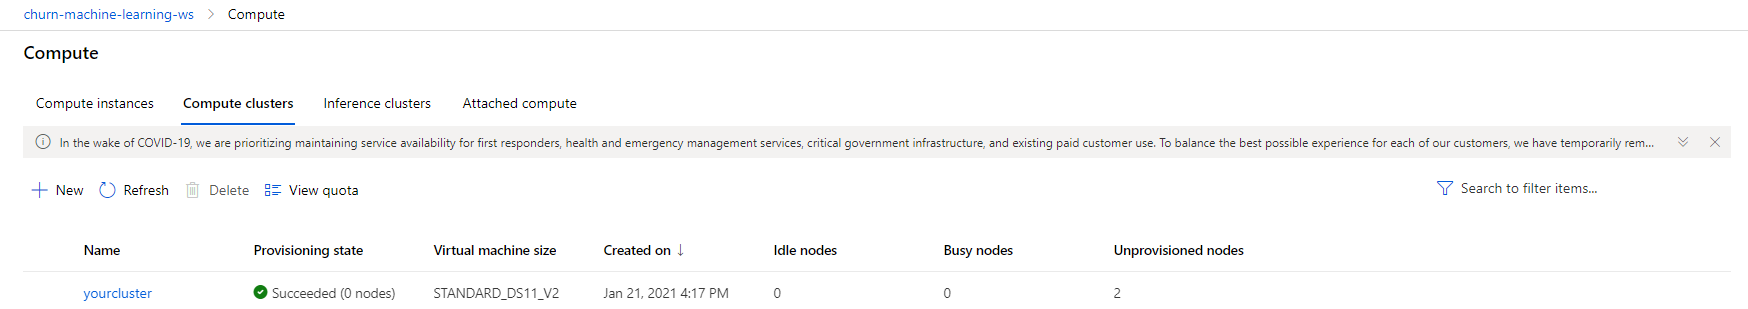 churn-machine-learning-ws > Compute
Compute
Compute instances Compute clusters Inference clusters Attached compute
In the wake of COVID-19, we are prioritizing maintaining service availability for first responders, health and emergency management services, critical government infrastructure, and existing paid customer use. To balance the best possible experience for each of our customers, we have temporarily rem...
New Refresh Delete View quota Search to filter items...
Name Provisioning state Virtual machine size Created on ↓ Idle nodes Busy nodes Unprovisioned nodes
yourcluster Succeeded (0 nodes) STANDARD_DS11_V2 Jan 21, 2021 4:17 PM 0 0 2